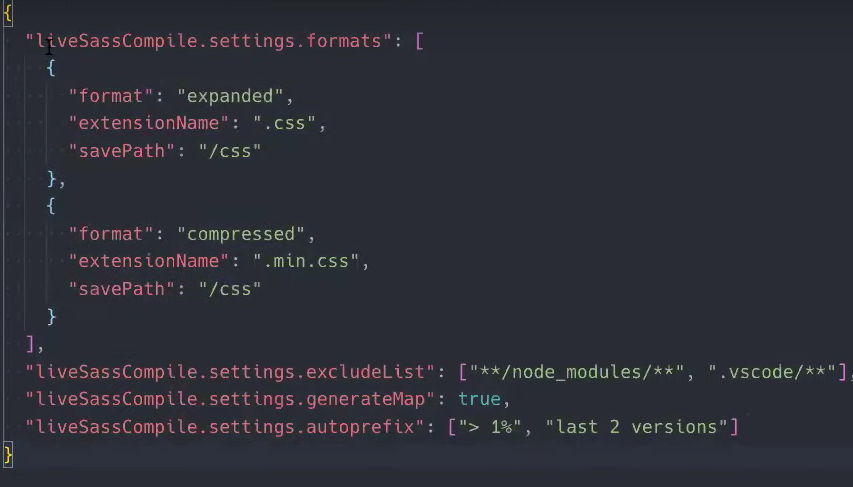 {
"liveSassCompile.settings.formats": [
{
"format": "expanded",
"extensionName": ".css",
"savePath": "/css"
},
{
"format": "compressed",
"extensionName": ".min.css",
"savePath": "/css"
}
],
"liveSassCompile.settings.excludeList": ["**/node_modules/**", ".vscode/**"],
"liveSassCompile.settings.generateMap": true,
"liveSassCompile.settings.autoprefix": ["> 1%", "last 2 versions"]
}